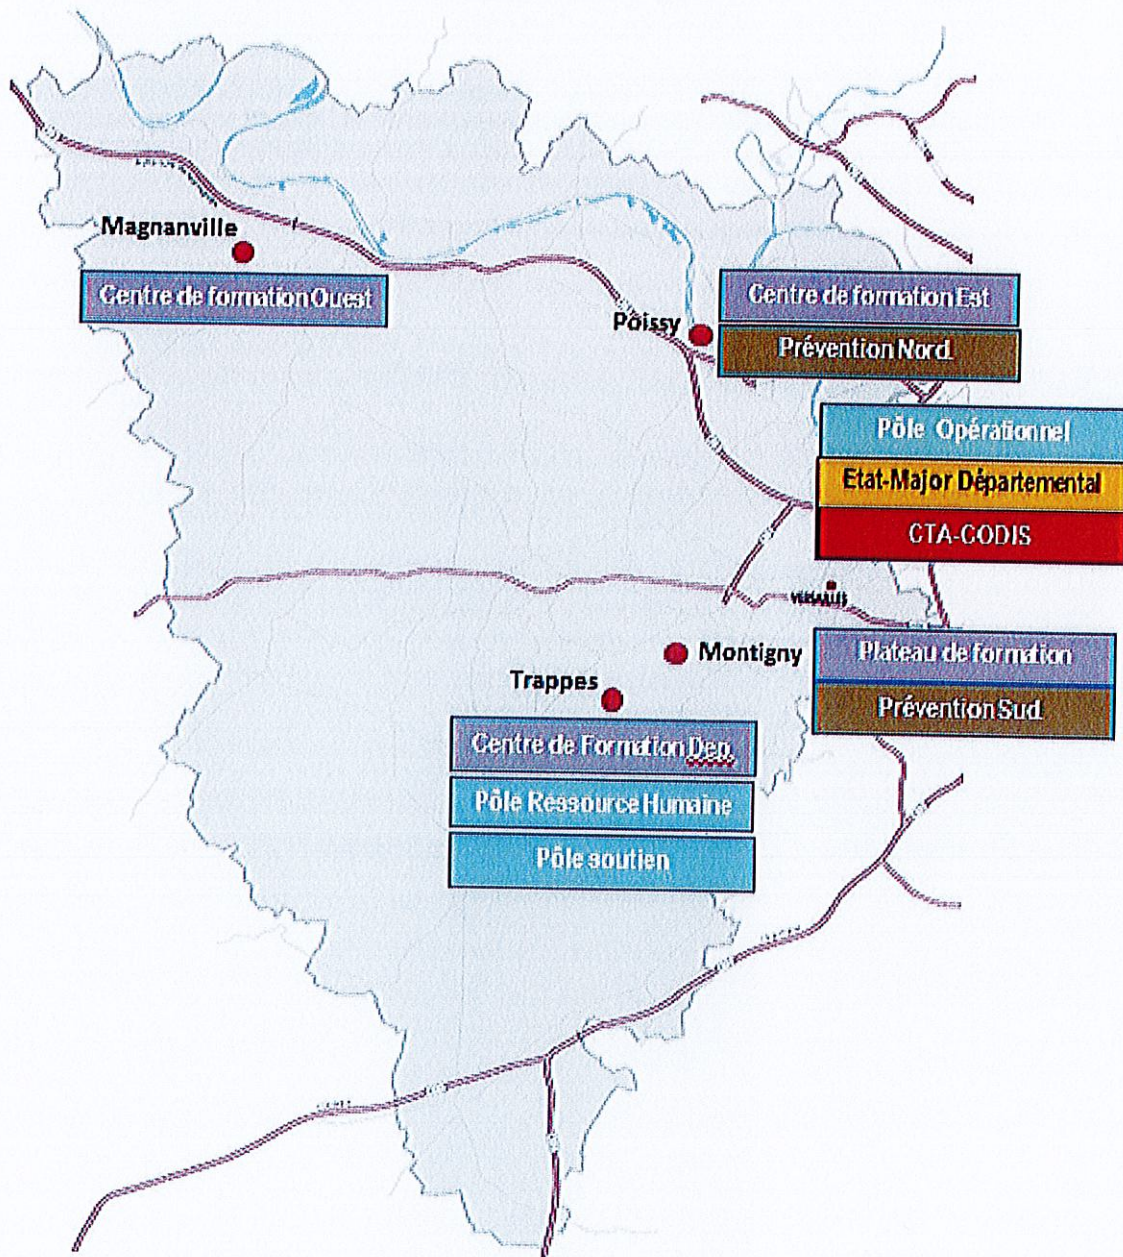 Magnanville
Centre de formation Ouest
Poissy
Centre de formation Est
Prévention Nord
Pôle Opérationnel
Etat-Major Départemental
CTA-CODIS
VERSAILLES
Montigny
Plateau de formation
Prévention Sud
Trappes
Centre de Formation Dep.
Pôle Ressource Humaine
Pôle soutien